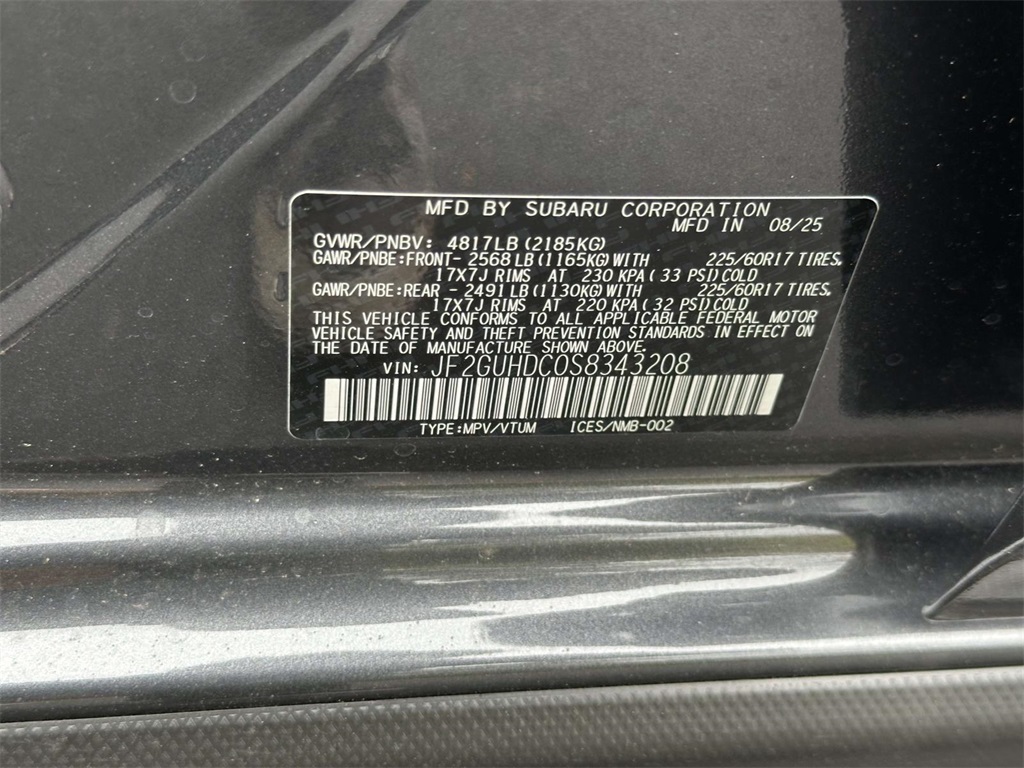 MFD BY SUBARU CORPORATION
MFD IN 08/25
GVWR/PNBV: 4817LB(2185KG)
GAWR/PNBE:FRONT- 2568LB(1165KG)WITH 225/60R17 TIRES,
17X7J RIMS AT 230 KPA( 33 PSI)COLD
GAWR/PNBE:REAR - 2491LB(1130KG)WITH 225/60R17 TIRES,
17X7J RIMS AT 220 KPA( 32 PSI)COLD
THIS VEHICLE CONFORMS TO ALL APPLICABLE FEDERAL MOTOR
VEHICLE SAFETY AND THEFT PREVENTION STANDARDS IN EFFECT ON
THE DATE OF MANUFACTURE SHOWN ABOVE.
VIN: JF2GUHDC0S8343208
TYPE:MPV/VTUM ICES/NMB-002